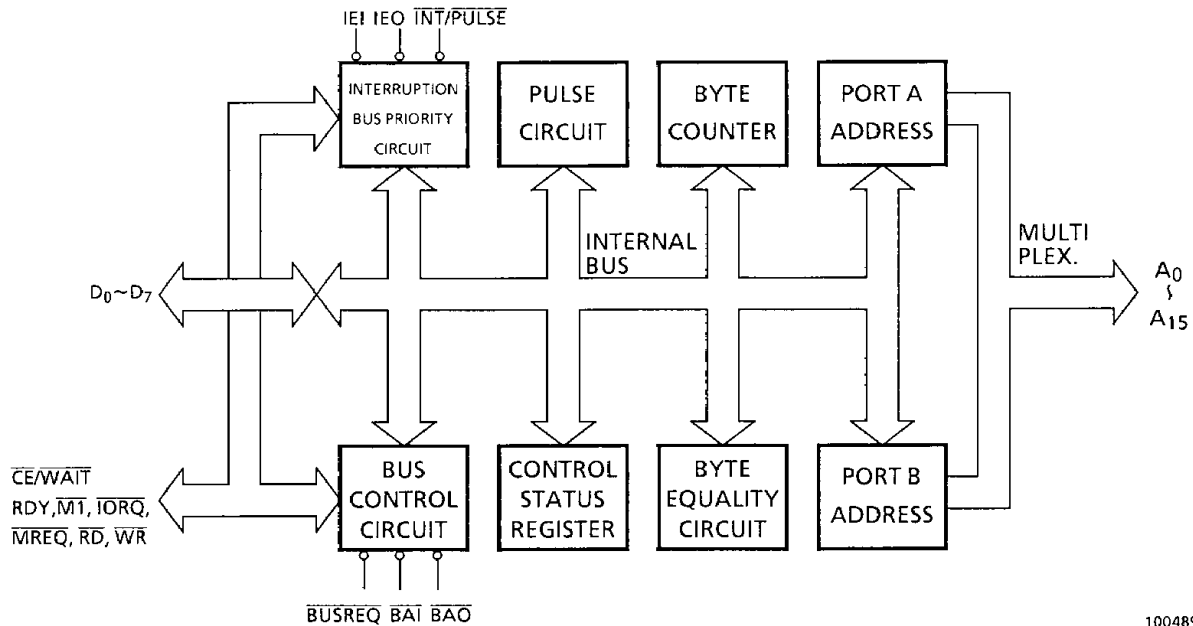 IEI IEO INT/PULSE
INTERRUPTION
BUS PRIORITY
CIRCUIT
PULSE
CIRCUIT
BYTE
COUNTER
PORT A
ADDRESS
INTERNAL
BUS
MULTI
PLEX.
D0~D7
A0
~
A15
CE/WAIT
RDY,M1, IORQ,
MREQ, RD, WR
BUS
CONTROL
CIRCUIT
CONTROL
STATUS
REGISTER
BYTE
EQUALITY
CIRCUIT
PORT B
ADDRESS
BUSREQ BAI BAO
100489